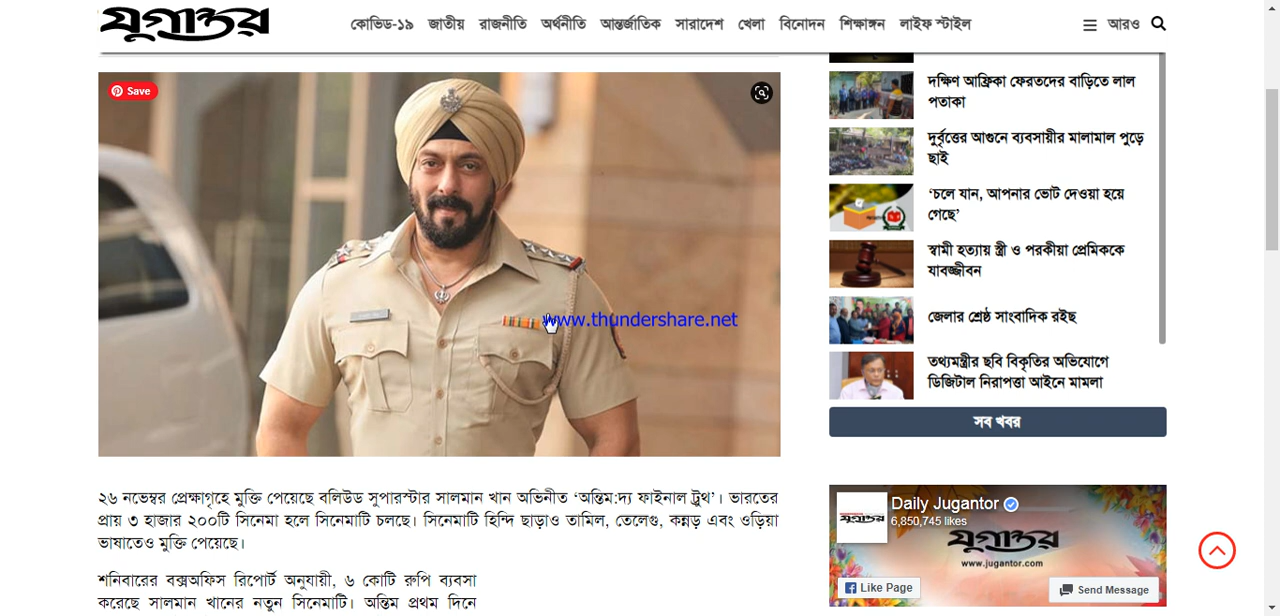 যুগান্তর
কোভিড-১৯ জাতীয় রাজনীতি অর্থনীতি আন্তর্জাতিক সারাদেশ খেলা বিনোদন শিক্ষাঙ্গন লাইফ স্টাইল আরও
Save
www.thundershare.net
২৬ নভেম্বর প্রেক্ষাগৃহে মুক্তি পেয়েছে বলিউড সুপারস্টার সালমান খান অভিনীত ‘অন্তিম:দ্য ফাইনাল ট্রুথ’। ভারতের
প্রায় ৩ হাজার ২০০টি সিনেমা হলে সিনেমাটি চলছে। সিনেমাটি হিন্দি ছাড়াও তামিল, তেলেগু, কন্নড় এবং ওড়িয়া
ভাষাতেও মুক্তি পেয়েছে।
শনিবারের বক্সঅফিস রিপোর্ট অনুযায়ী, ৬ কোটি রুপি ব্যবসা
করেছে সালমান খানের নতুন সিনেমাটি। অন্তিম প্রথম দিনে
দক্ষিণ আফ্রিকা ফেরতদের বাড়িতে লাল
পতাকা
দুর্বৃত্তের আগুনে ব্যবসায়ীর মালামাল পুড়ে
ছাই
‘চলে যান, আপনার ভোট দেওয়া হয়ে
গেছে’
স্বামী হত্যায় স্ত্রী ও পরকীয়া প্রেমিককে
যাবজ্জীবন
জেলার শ্রেষ্ঠ সাংবাদিক রইছ
তথ্যমন্ত্রীর ছবি বিকৃতির অভিযোগে
ডিজিটাল নিরাপত্তা আইনে মামলা
সব খবর
যুগান্তর
Daily Jugantor
6,850,745 likes
যুগান্তর
www.jugantor.com
Like Page
Send Message